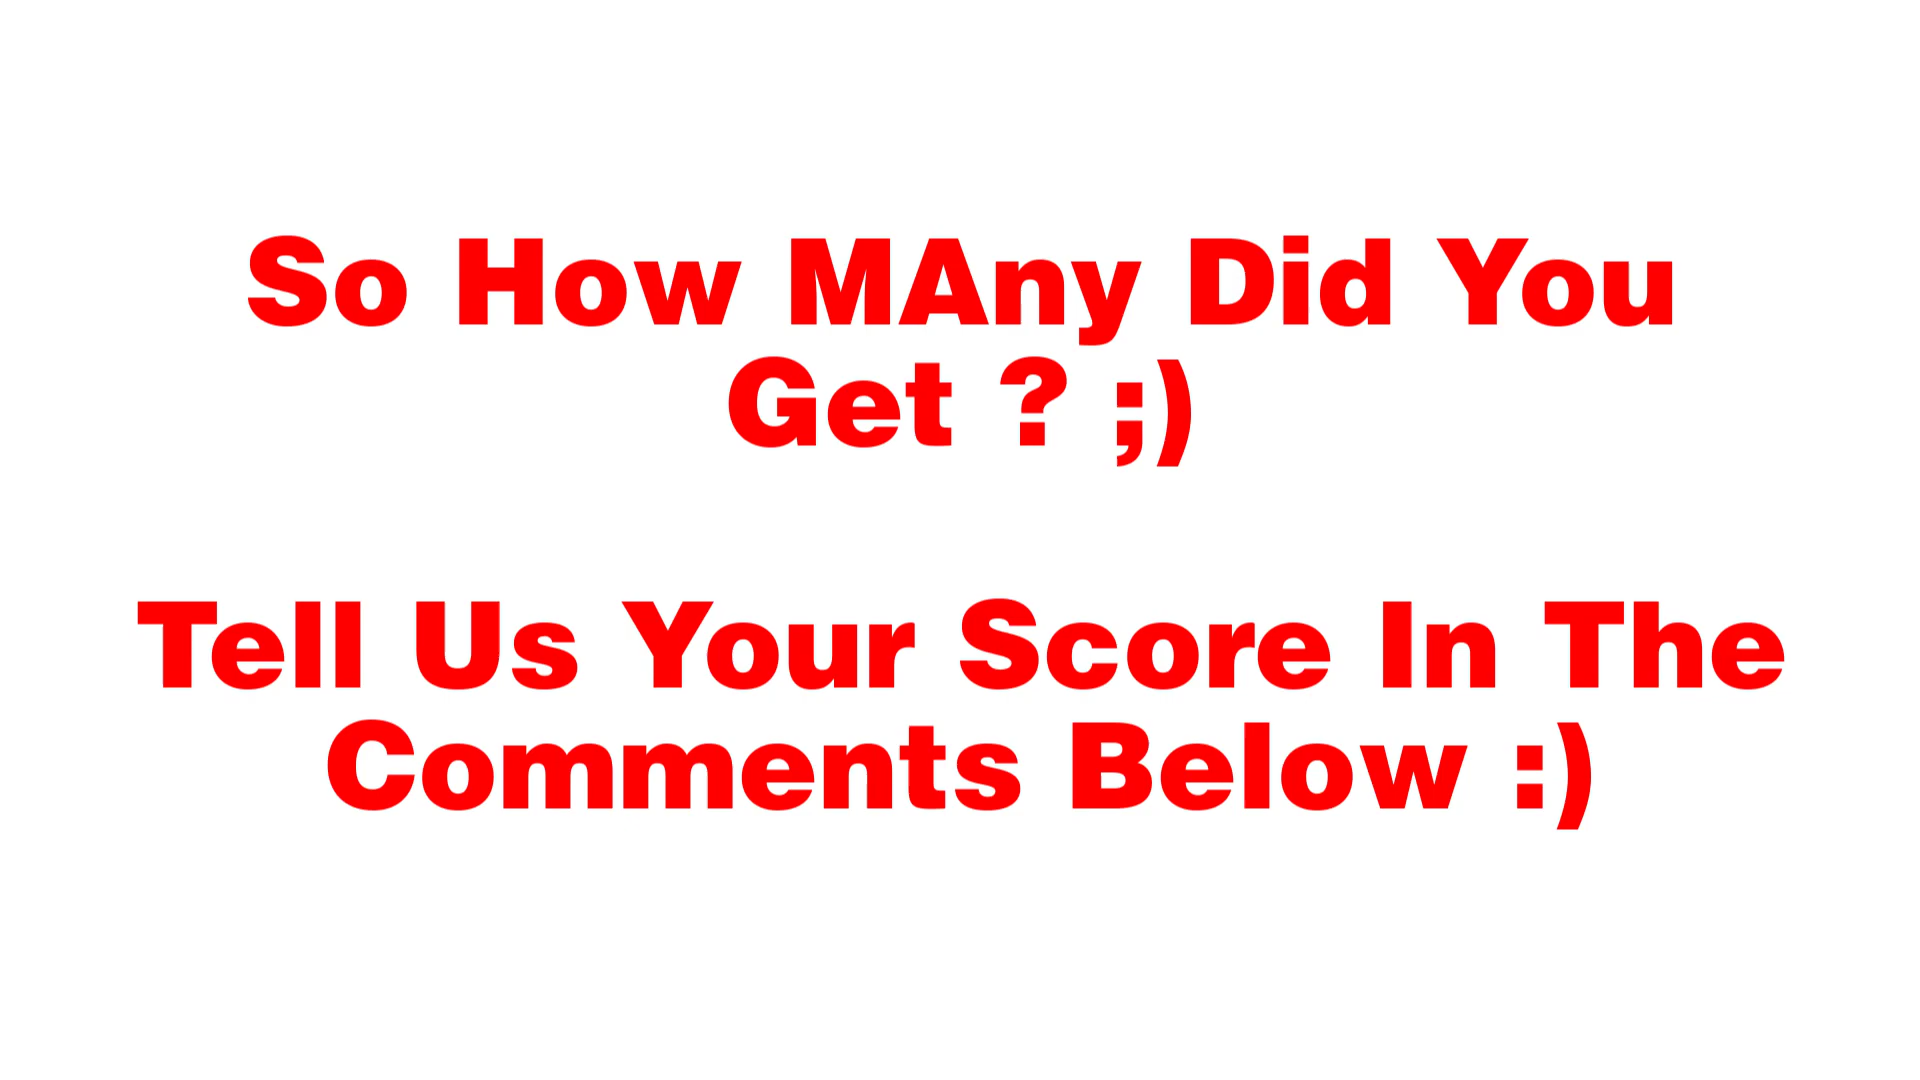 So How MAny Did You
Get ? ;)
Tell Us Your Score In The
Comments Below :)